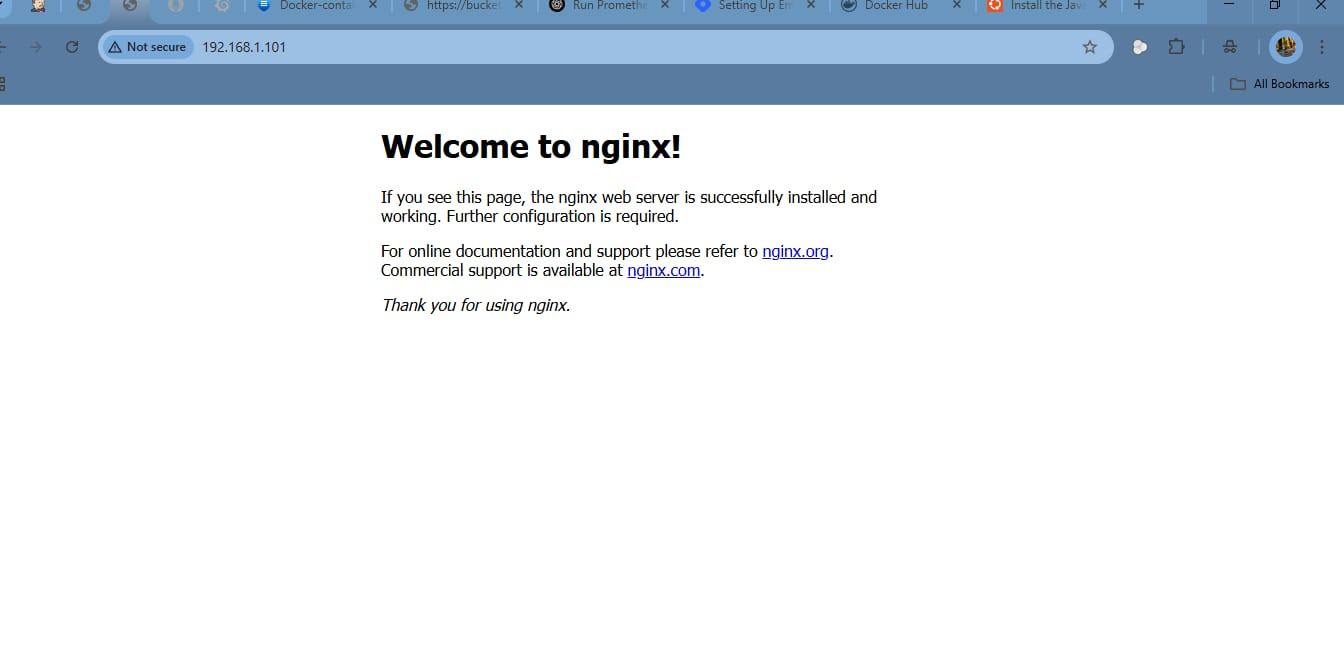 Docker-conta
https://bucket
Run Promethe
Setting Up Em
Docker Hub
Install the Java
Not secure
192.168.1.101
All Bookmarks
Welcome to nginx!
If you see this page, the nginx web server is successfully installed and
working. Further configuration is required.
For online documentation and support please refer to nginx.org.
Commercial support is available at nginx.com.
Thank you for using nginx.